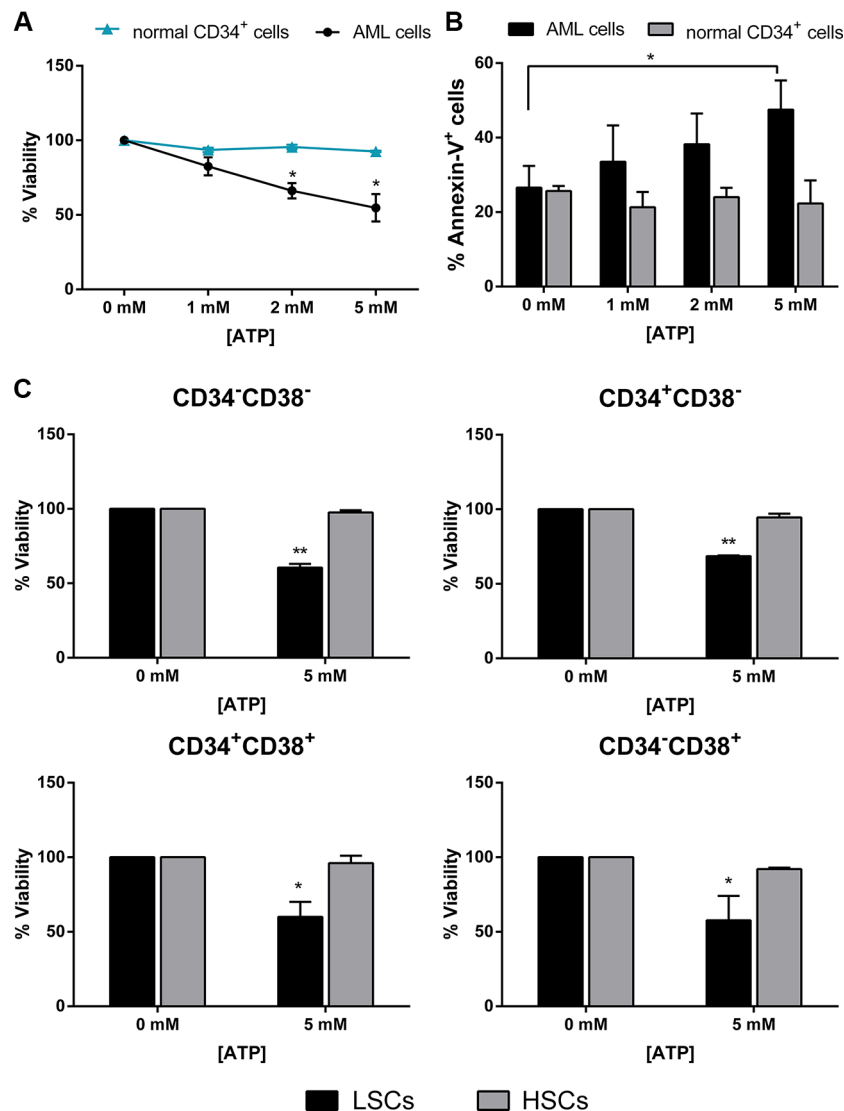 A
normal CD34⁺ cells AML cells
% Viability
150
100
50
0
* *
0 mM 1 mM 2 mM 5 mM
[ATP]
B
AML cells normal CD34⁺ cells
% Annexin-V⁺ cells
60
40
20
0
*
0 mM 1 mM 2 mM 5 mM
[ATP]
C
CD34⁻CD38⁻
% Viability
150
100
50
0
**
0 mM 5 mM
[ATP]
CD34⁺CD38⁻
% Viability
150
100
50
0
**
0 mM 5 mM
[ATP]
CD34⁺CD38⁺
% Viability
150
100
50
0
*
0 mM 5 mM
[ATP]
CD34⁻CD38⁺
% Viability
150
100
50
0
*
0 mM 5 mM
[ATP]
LSCs HSCs